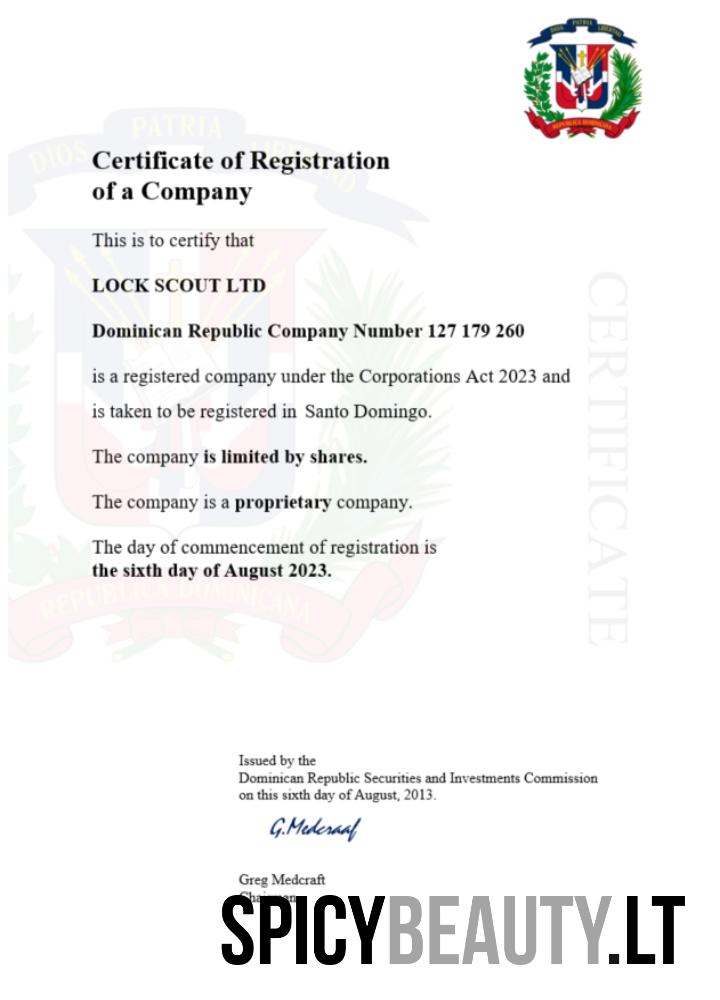 DIOS PATRIA LIBERTAD
REPUBLICA DOMINICANA
DIOS PATRIA LIBERTAD
Certificate of Registration
of a Company
This is to certify that
LOCK SCOUT LTD
Dominican Republic Company Number 127 179 260
is a registered company under the Corporations Act 2023 and
is taken to be registered in Santo Domingo.
The company is limited by shares.
The company is a proprietary company.
The day of commencement of registration is
the sixth day of August 2023.
REPUBLICA DOMINICANA
CERTIFICATE
Issued by the
Dominican Republic Securities and Investments Commission
on this sixth day of August, 2013.
G.Medcraft
Greg Medcraft
Chairman
SPICYBEAUTY.LT